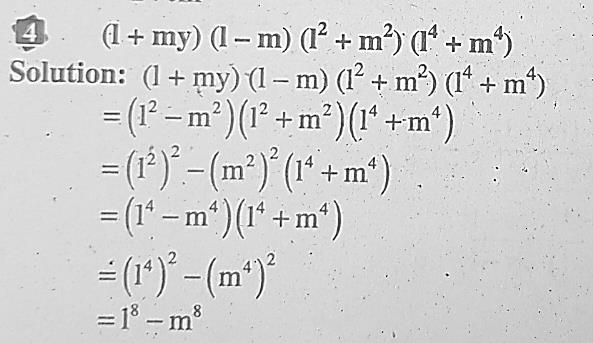 4 (l + my) (l – m) (l² + m²) (l⁴ + m⁴)
Solution: (l + my) (l – m) (l² + m²) (l⁴ + m⁴)
= (l² – m²)(l² + m²)(l⁴ + m⁴)
= (l²)² – (m²)² (l⁴ + m⁴)
= (l⁴ – m⁴)(l⁴ + m⁴)
= (l⁴)² – (m⁴)²
= l⁸ – m⁸